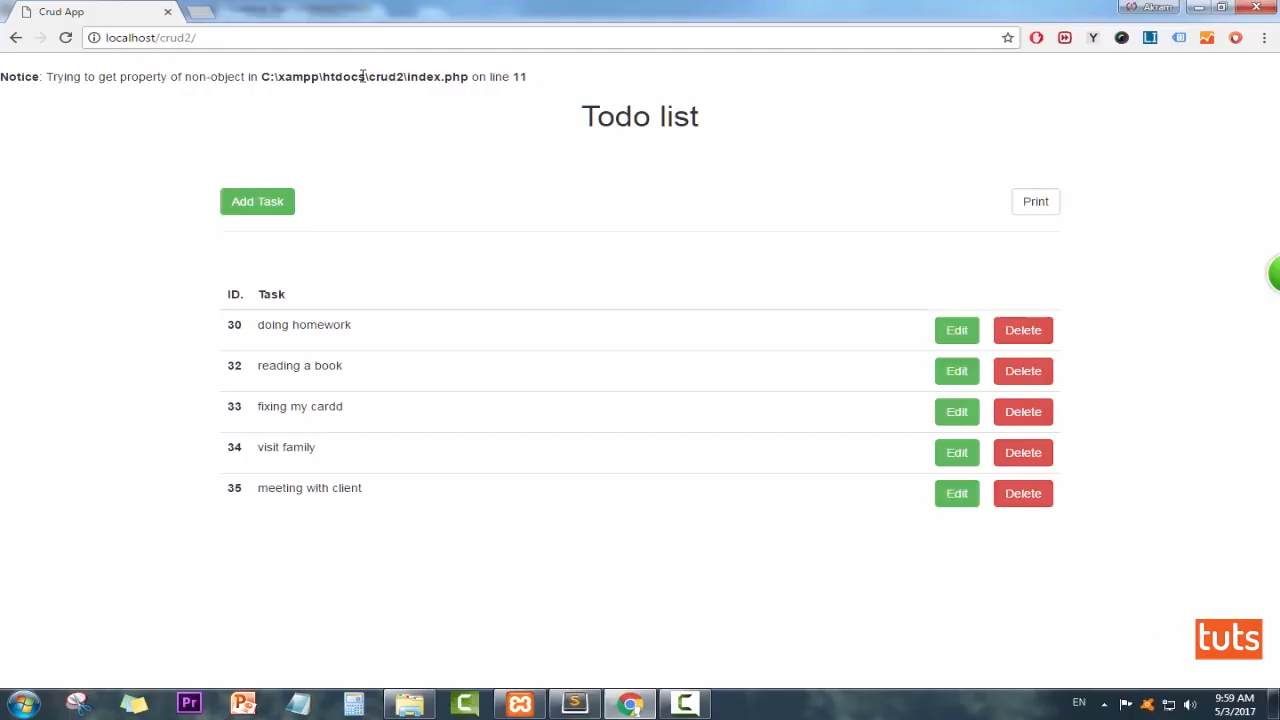 Crud App
Akram
localhost/crud2/
Notice: Trying to get property of non-object in C:\xampp\htdocs\crud2\index.php on line 11
Todo list
Add Task
Print
ID. Task
30 doing homework Edit Delete
32 reading a book Edit Delete
33 fixing my cardd Edit Delete
34 visit family Edit Delete
35 meeting with client Edit Delete
tuts
EN
9:59 AM
5/3/2017